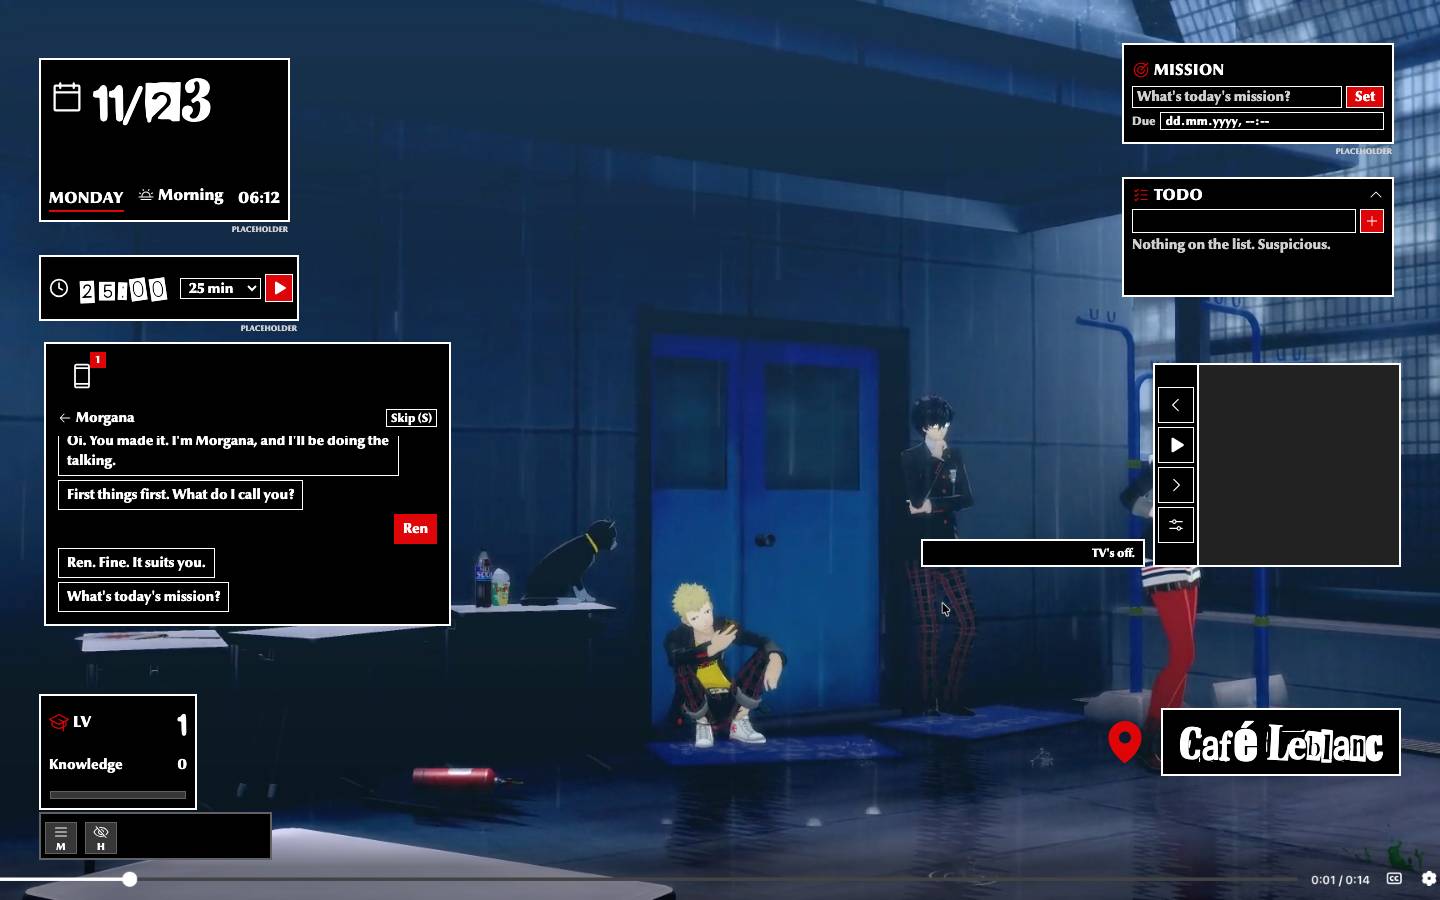 11/23
MONDAY Morning 06:12
PLACEHOLDER
25:00 25 min
PLACEHOLDER
1
Morgana Skip (S)
Oi. You made it. I'm Morgana, and I'll be doing the
talking.
First things first. What do I call you?
Ren
Ren. Fine. It suits you.
What's today's mission?
LV 1
Knowledge 0
M H
MISSION
What's today's mission? Set
Due dd.mm.yyyy, --:--
PLACEHOLDER
TODO
Nothing on the list. Suspicious.
TV's off.
Café Leblanc
0:01 / 0:14 CC